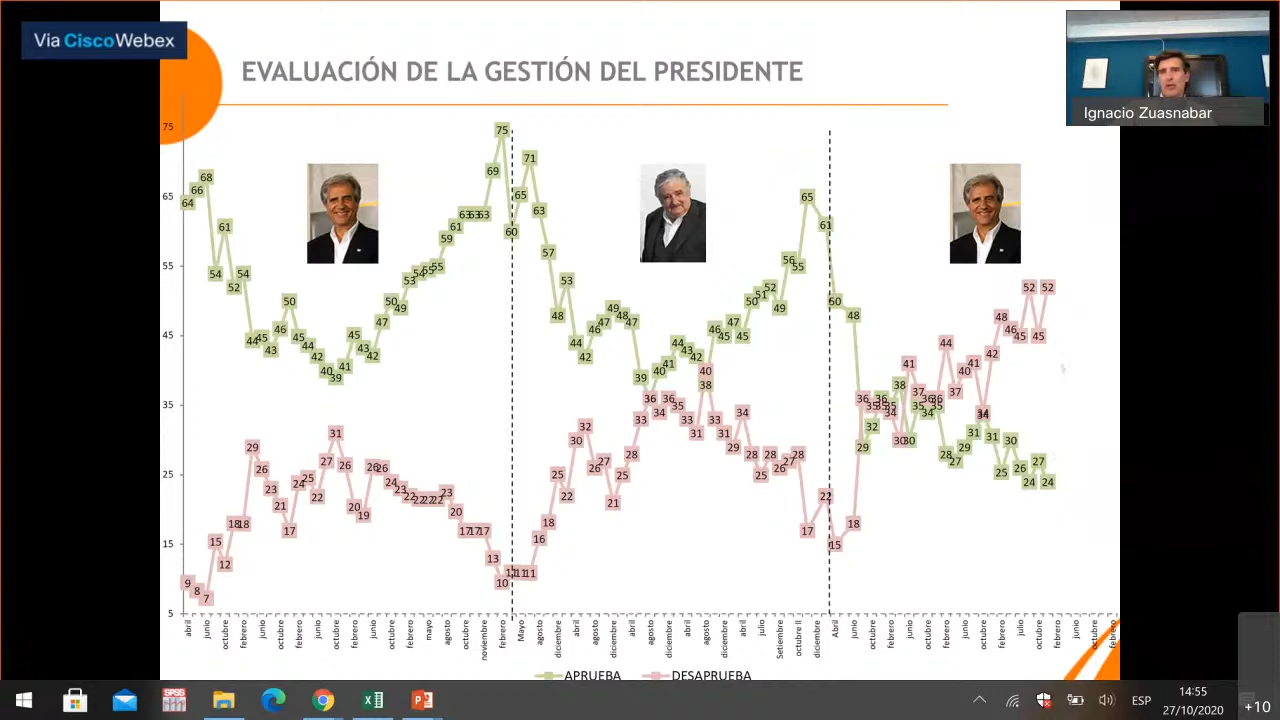 Via Cisco Webex
EVALUACIÓN DE LA GESTIÓN DEL PRESIDENTE
Ignacio Zuasnabar
75
65
55
45
35
25
15
5
64 66 68 54 61 52 54 44 45 43 46 50 45 44 42 40 39 41 45 43 42 47 50 49 53 54 55 55 59 61 63 63 63 69 75 60 65 71 63 57 48 53 44 42 46 47 49 48 47 39 36 40 41 44 43 42 38 46 45 47 45 50 51 52 49 56 55 65 61 50 48 29 32 36 35 38 30 35 34 35 28 27 29 31 34 31 25 30 26 24 27 24
9 8 7 15 12 18 18 29 26 23 21 17 24 25 22 27 31 26 20 19 26 26 24 23 22 22 22 22 23 20 17 17 17 13 10 11 11 11 16 18 25 22 30 32 26 27 21 25 28 33 36 34 36 35 33 31 40 33 31 29 34 28 25 28 26 27 28 17 22 15 18 36 35 35 34 30 41 37 36 36 44 37 40 41 34 42 48 46 45 52 45 52
abril junio octubre febrero junio octubre febrero junio octubre febrero junio octubre febrero mayo agosto noviembre febrero Mayo agosto diciembre abril agosto diciembre abril agosto diciembre abril agosto diciembre abril julio Setiembre octubre II diciembre Abril junio octubre febrero junio octubre febrero junio octubre febrero julio octubre febrero junio octubre febrero
APRUEBA DESAPRUEBA
SPSS
ESP
14:55
27/10/2020
+10